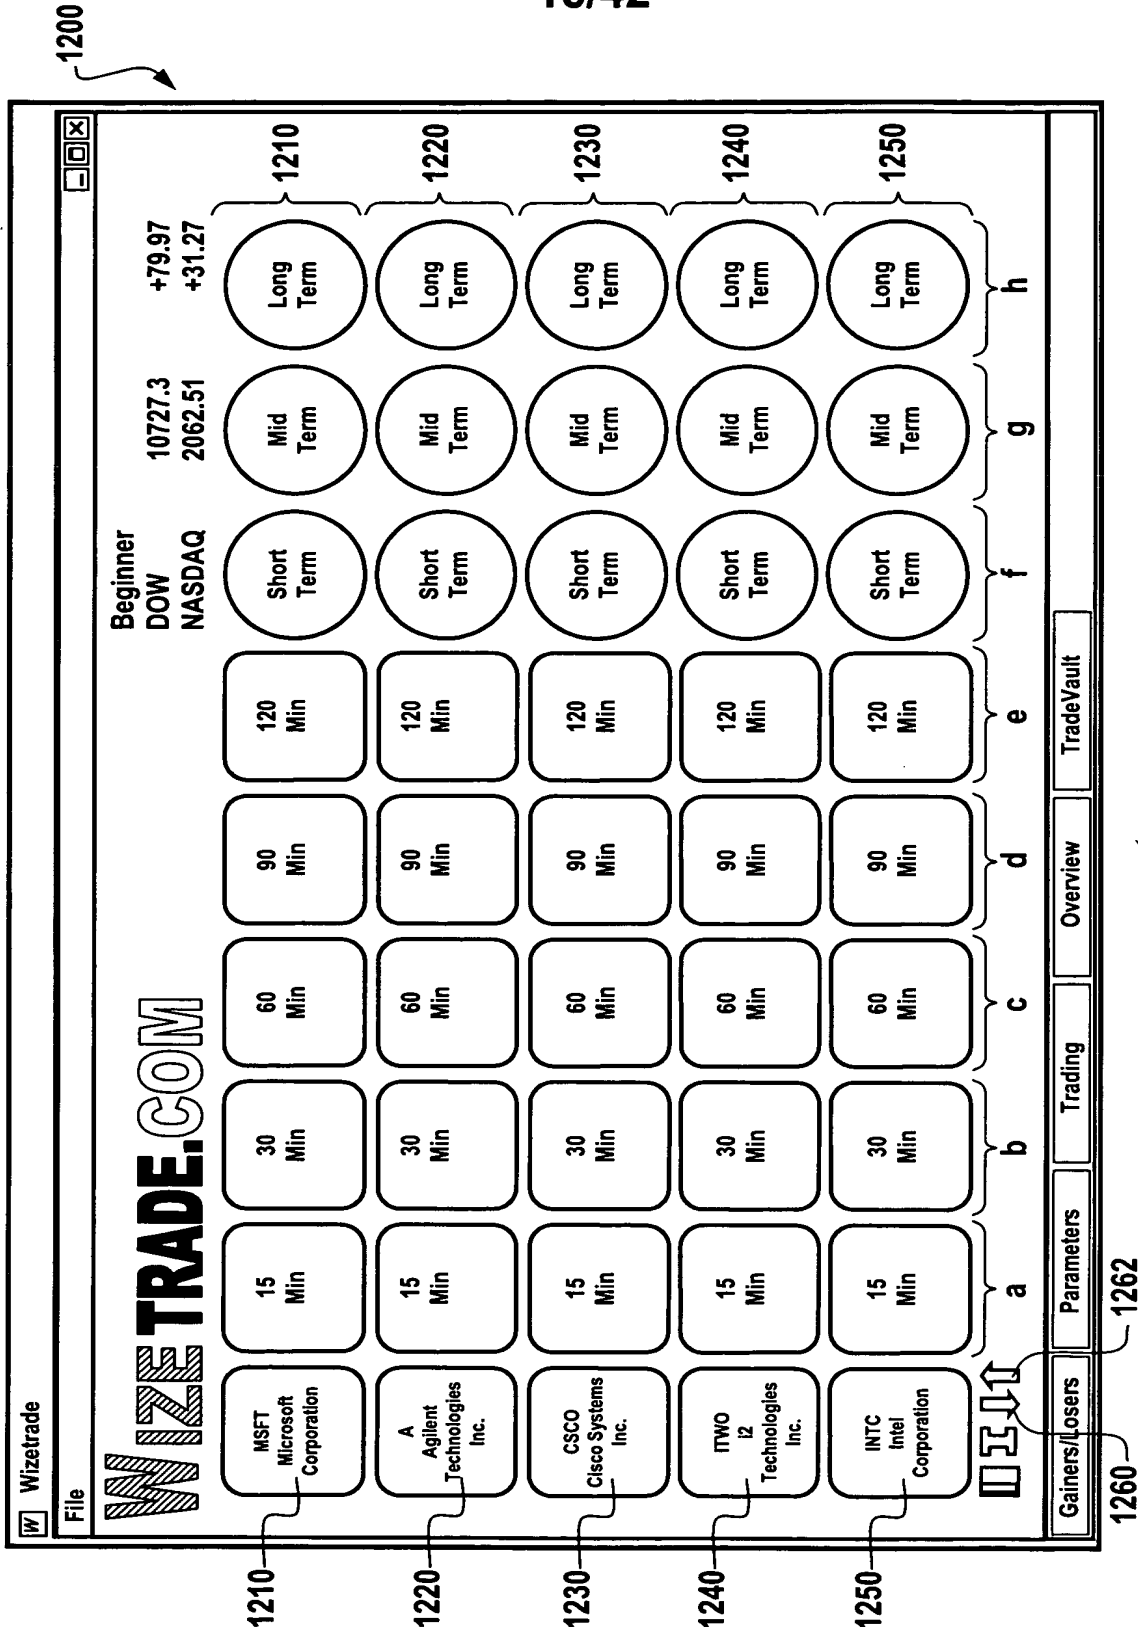 1200
W Wizetrade
File
WIZETRADE.COM
Beginner
DOW 10727.3 +79.97
NASDAQ 2062.51 +31.27
1210
MSFT
Microsoft
Corporation
15
Min
30
Min
60
Min
90
Min
120
Min
Short
Term
Mid
Term
Long
Term
1210
1220
A
Agilent
Technologies
Inc.
15
Min
30
Min
60
Min
90
Min
120
Min
Short
Term
Mid
Term
Long
Term
1220
1230
CSCO
Cisco Systems
Inc.
15
Min
30
Min
60
Min
90
Min
120
Min
Short
Term
Mid
Term
Long
Term
1230
1240
ITWO
i2
Technologies
Inc.
15
Min
30
Min
60
Min
90
Min
120
Min
Short
Term
Mid
Term
Long
Term
1240
1250
INTC
Intel
Corporation
15
Min
30
Min
60
Min
90
Min
120
Min
Short
Term
Mid
Term
Long
Term
1250
a b c d e f g h
Gainers/Losers Parameters Trading Overview TradeVault
1260 1262